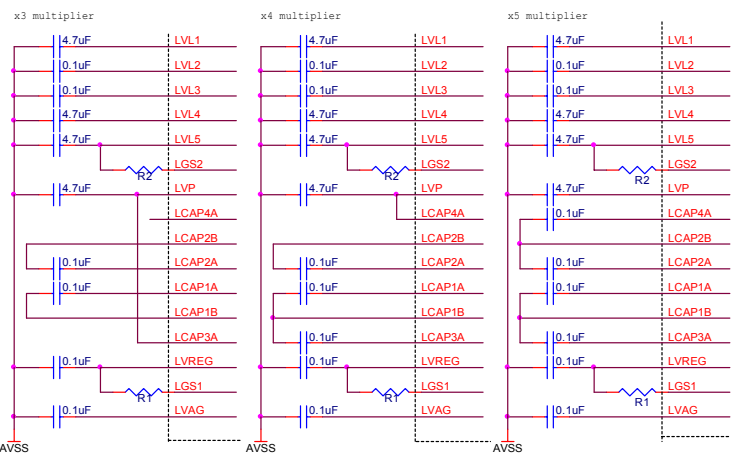 x3 multiplier
4.7uF LVL1
0.1uF LVL2
0.1uF LVL3
4.7uF LVL4
4.7uF LVL5
R2 LGS2
4.7uF LVP
LCAP4A
LCAP2B
0.1uF LCAP2A
0.1uF LCAP1A
LCAP1B
LCAP3A
0.1uF LVREG
R1 LGS1
0.1uF LVAG
AVSS
x4 multiplier
4.7uF LVL1
0.1uF LVL2
0.1uF LVL3
4.7uF LVL4
4.7uF LVL5
R2 LGS2
4.7uF LVP
LCAP4A
LCAP2B
0.1uF LCAP2A
0.1uF LCAP1A
LCAP1B
0.1uF LCAP3A
0.1uF LVREG
R1 LGS1
0.1uF LVAG
AVSS
x5 multiplier
4.7uF LVL1
0.1uF LVL2
0.1uF LVL3
4.7uF LVL4
4.7uF LVL5
R2 LGS2
4.7uF LVP
0.1uF LCAP4A
LCAP2B
0.1uF LCAP2A
0.1uF LCAP1A
LCAP1B
0.1uF LCAP3A
0.1uF LVREG
R1 LGS1
0.1uF LVAG
AVSS